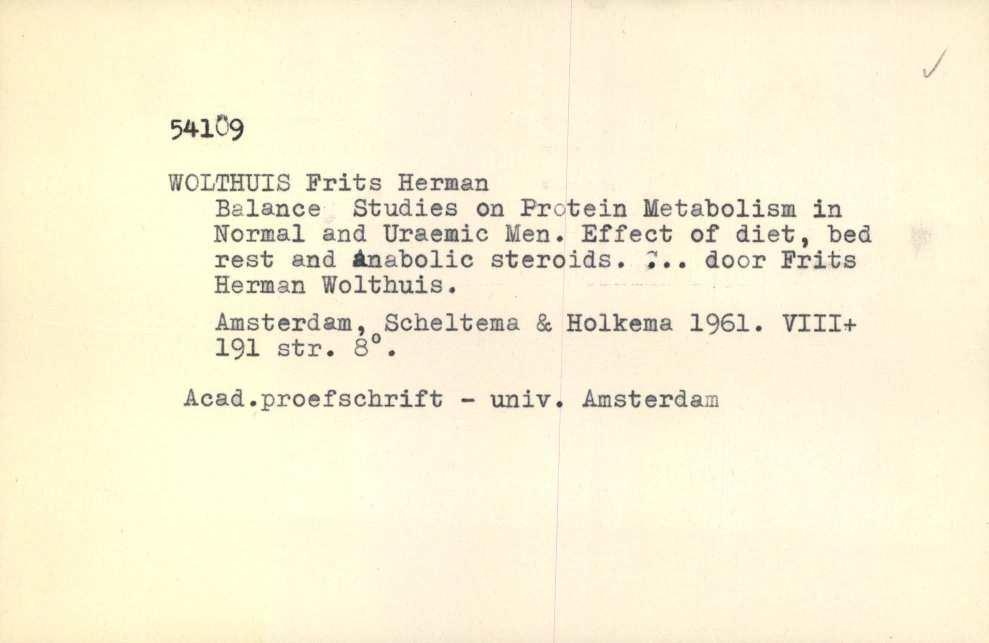 54109
WOLTHUIS Frits Herman
Balance Studies on Protein Metabolism in
Normal and Uraemic Men. Effect of diet, bed
rest and Anabolic steroids. ... door Frits
Herman Wolthuis.
Amsterdam, Scheltema & Holkema 1961. VIII+
191 str. 8°.
Acad.proefschrift - univ. Amsterdam